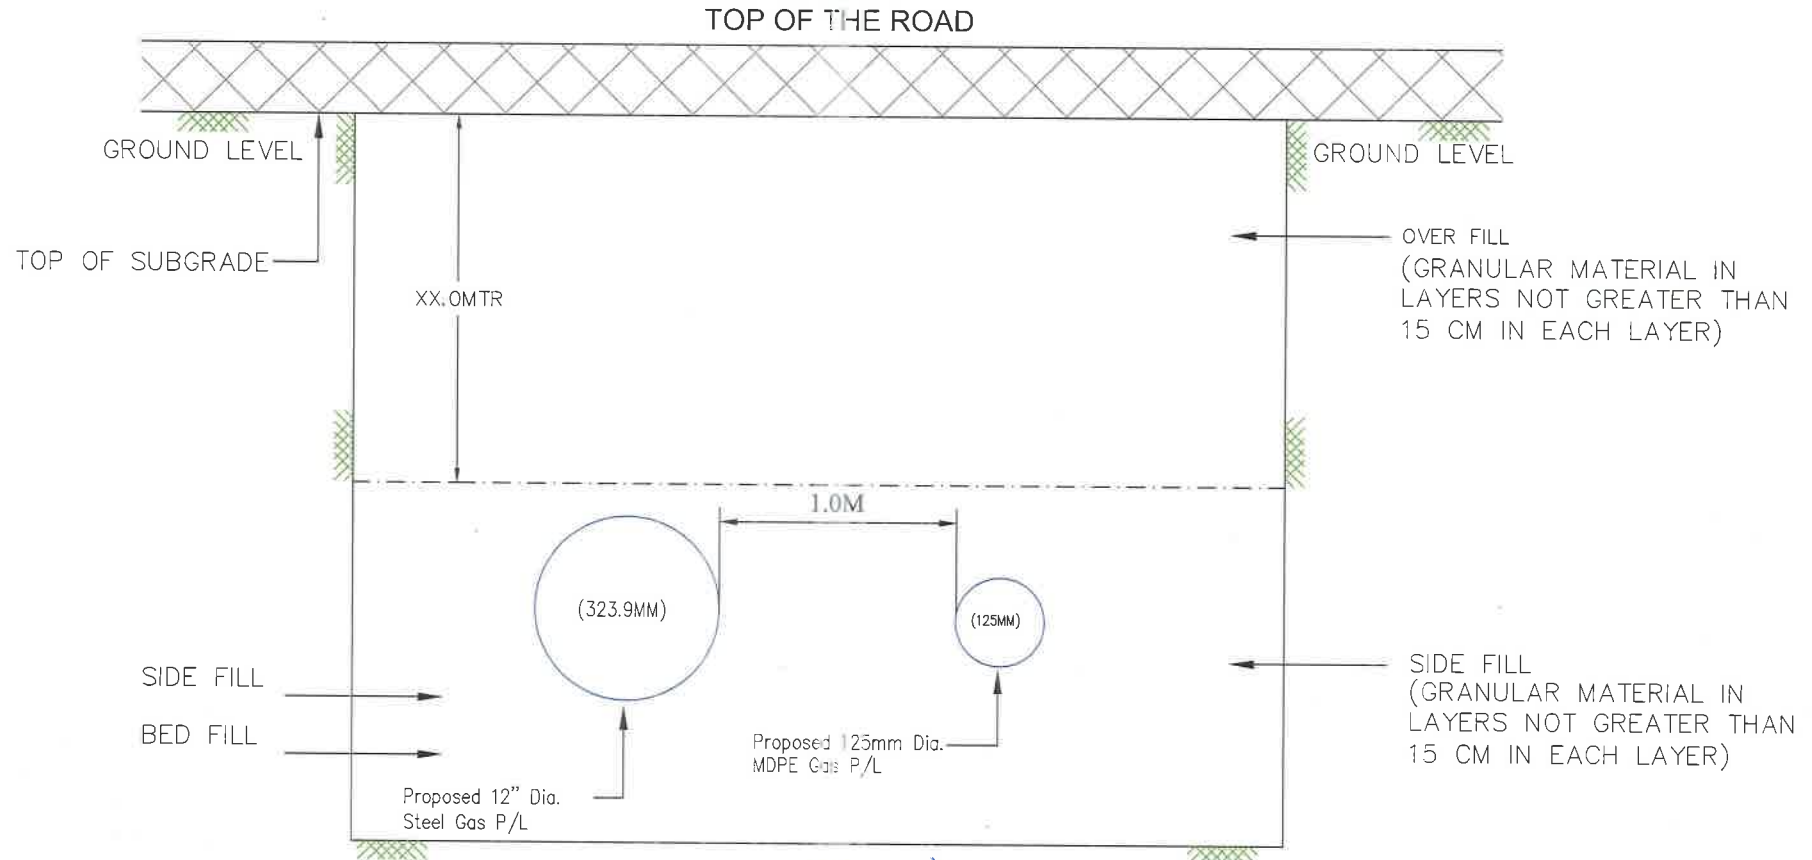 TOP OF THE ROAD
GROUND LEVEL
GROUND LEVEL
TOP OF SUBGRADE
OVER FILL
(GRANULAR MATERIAL IN
LAYERS NOT GREATER THAN
15 CM IN EACH LAYER)
XX.0MTR
1.0M
(323.9MM)
(125MM)
SIDE FILL
BED FILL
SIDE FILL
(GRANULAR MATERIAL IN
LAYERS NOT GREATER THAN
15 CM IN EACH LAYER)
Proposed 125mm Dia.
MDPE Gas P/L
Proposed 12" Dia.
Steel Gas P/L